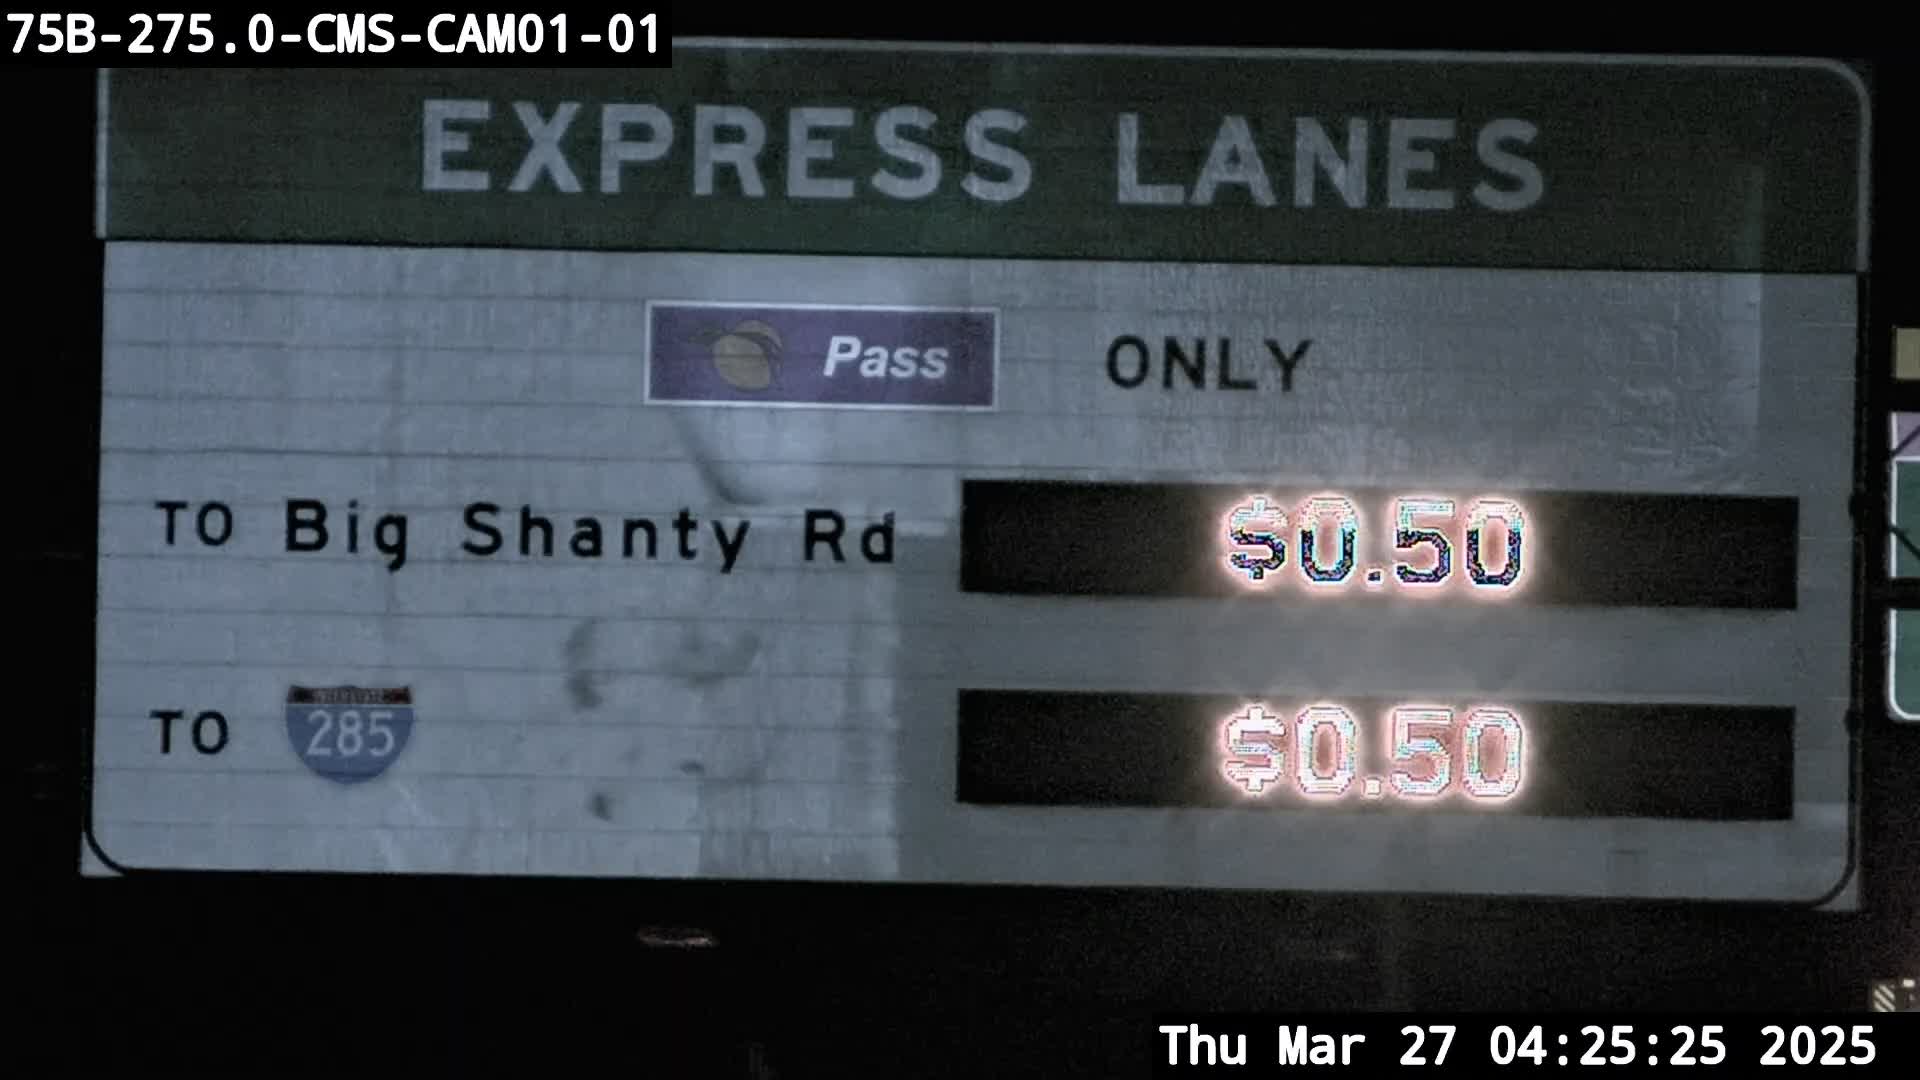 75B-275.0-CMS-CAM01-01
EXPRESS LANES
Pass ONLY
TO Big Shanty Rd $0.50
TO 285 $0.50
Thu Mar 27 04:25:25 2025